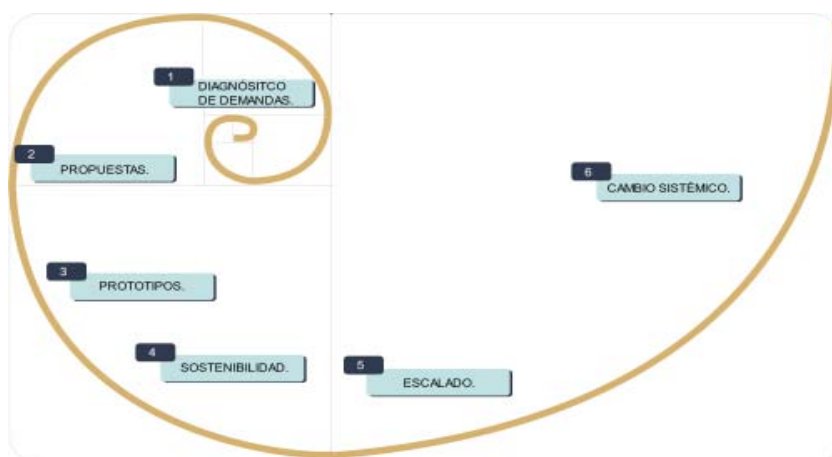 1
DIAGNÓSITCO
DE DEMANDAS.
2
PROPUESTAS.
3
PROTOTIPOS.
4
SOSTENIBILIDAD.
5
ESCALADO.
6
CAMBIO SISTÉMICO.